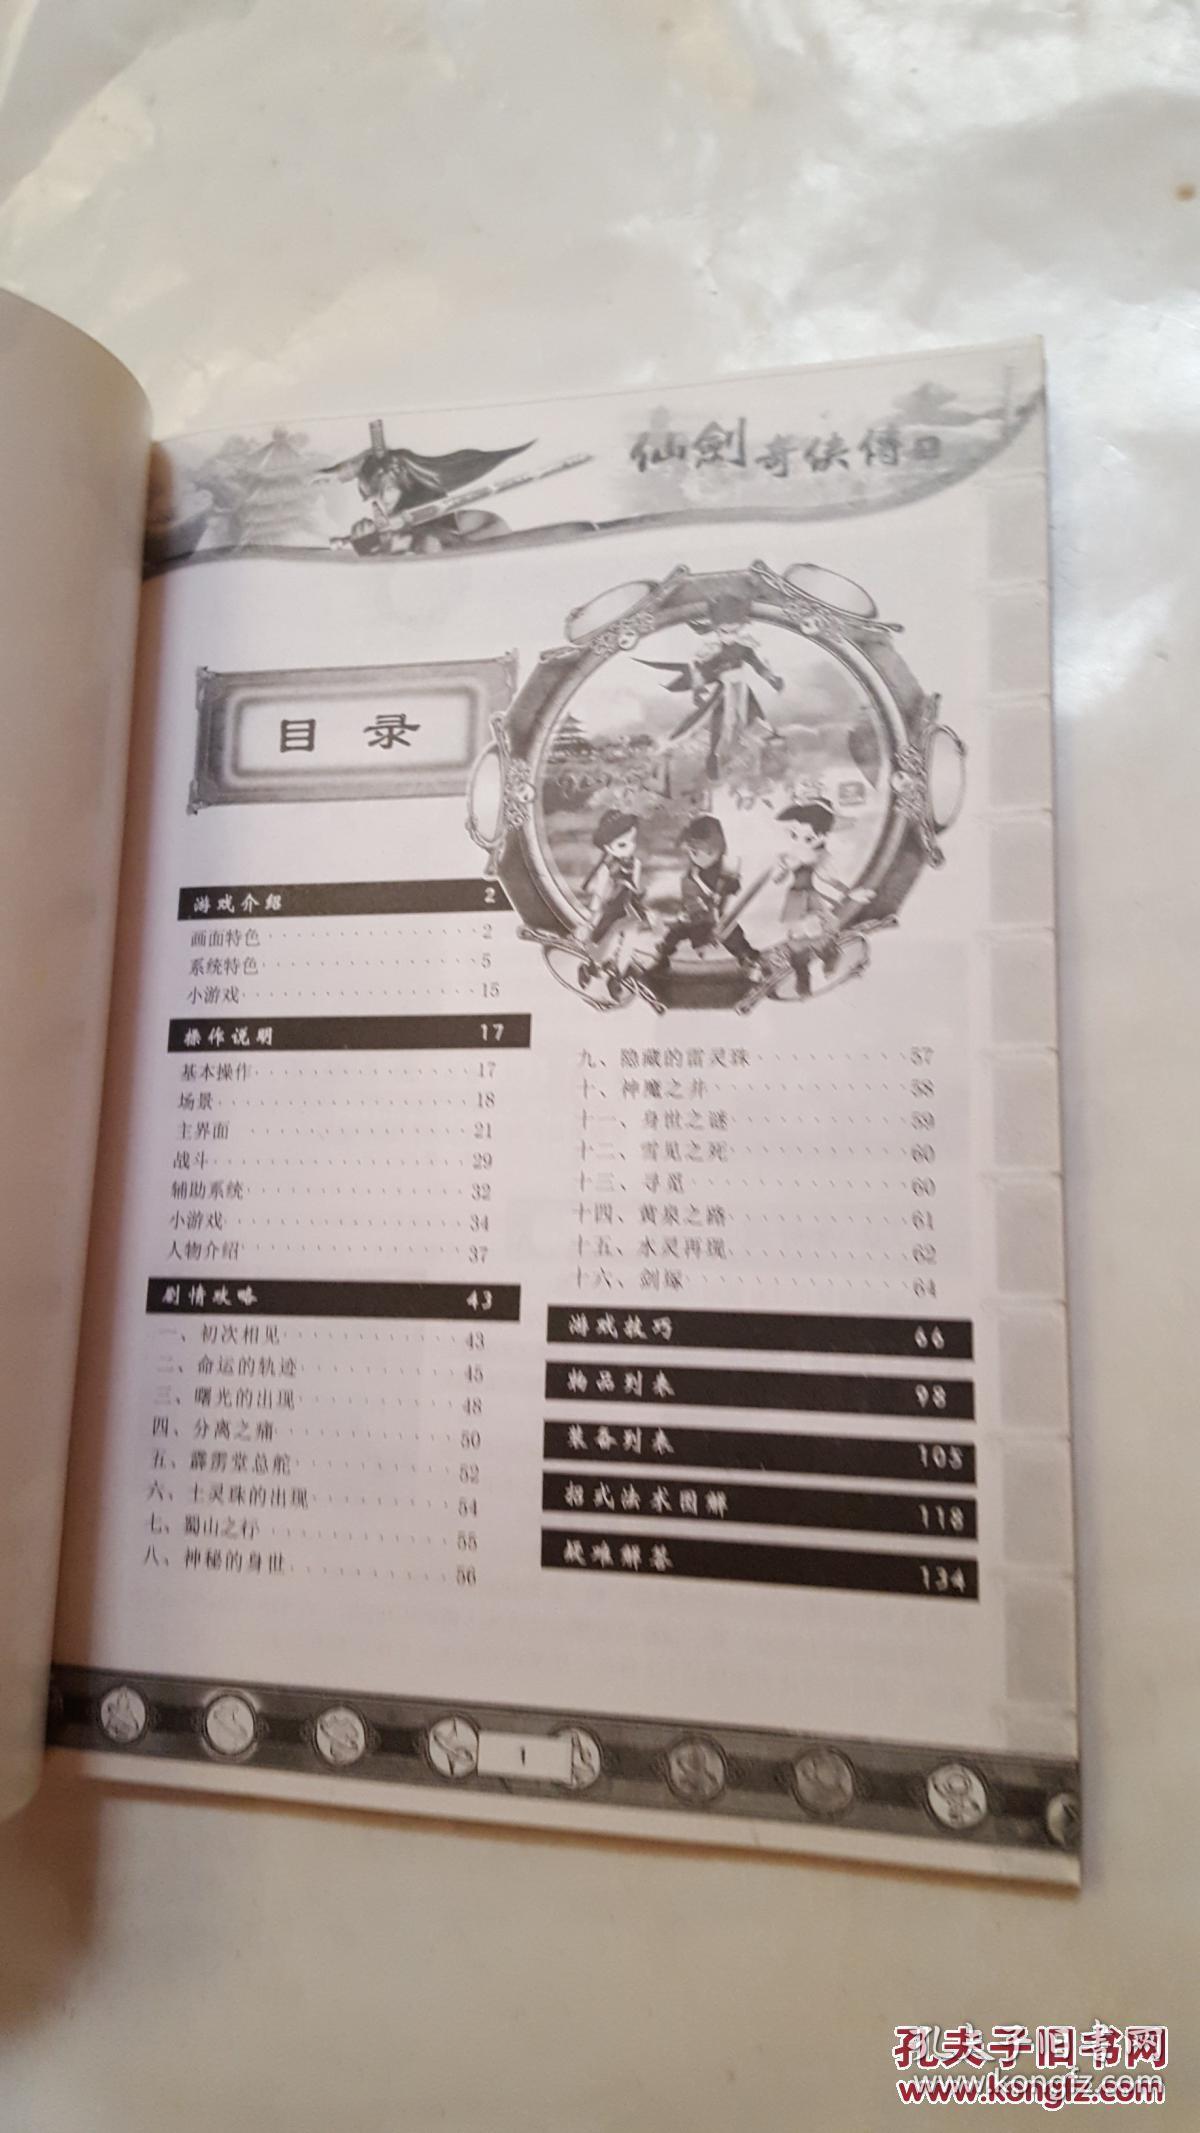 仙劍奇俠傳三
目录
游戏介绍 2
画面特色 2
系统特色 5
小游戏 15
操作说明 17
基本操作 17
场景 18
主界面 21
战斗 29
辅助系统 32
小游戏 34
人物介绍 37
剧情攻略 43
一、初次相见 43
二、命运的轨迹 45
三、曙光的出现 48
四、分离之痛 50
五、霹雳堂总舵 52
六、土灵珠的出现 54
七、蜀山之行 55
八、神秘的身世 56
九、隐藏的雷灵珠 57
十、神魔之井 58
十一、身世之谜 59
十二、雪见之死 60
十三、寻觅 60
十四、黄泉之路 61
十五、水灵再现 62
十六、剑冢 64
游戏技巧 66
物品列表 98
装备列表 105
招式法术图解 118
疑难解答 134
1
孔夫子旧书网
www.kongfz.com